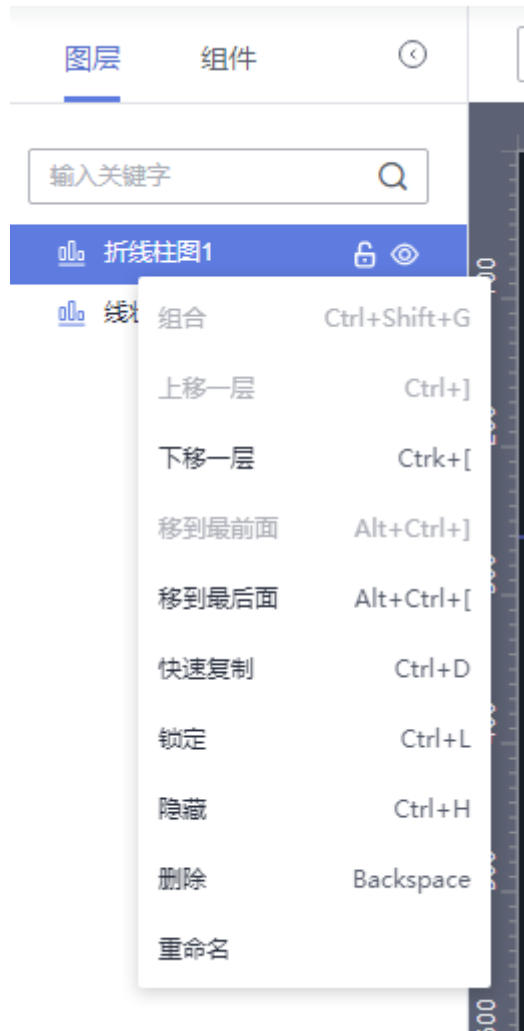 图层 组件
输入关键字
折线柱图1
线
组合 Ctrl+Shift+G
上移一层 Ctrl+]
下移一层 Ctrk+[
移到最前面 Alt+Ctrl+]
移到最后面 Alt+Ctrl+[
快速复制 Ctrl+D
锁定 Ctrl+L
隐藏 Ctrl+H
删除 Backspace
重命名
200
600